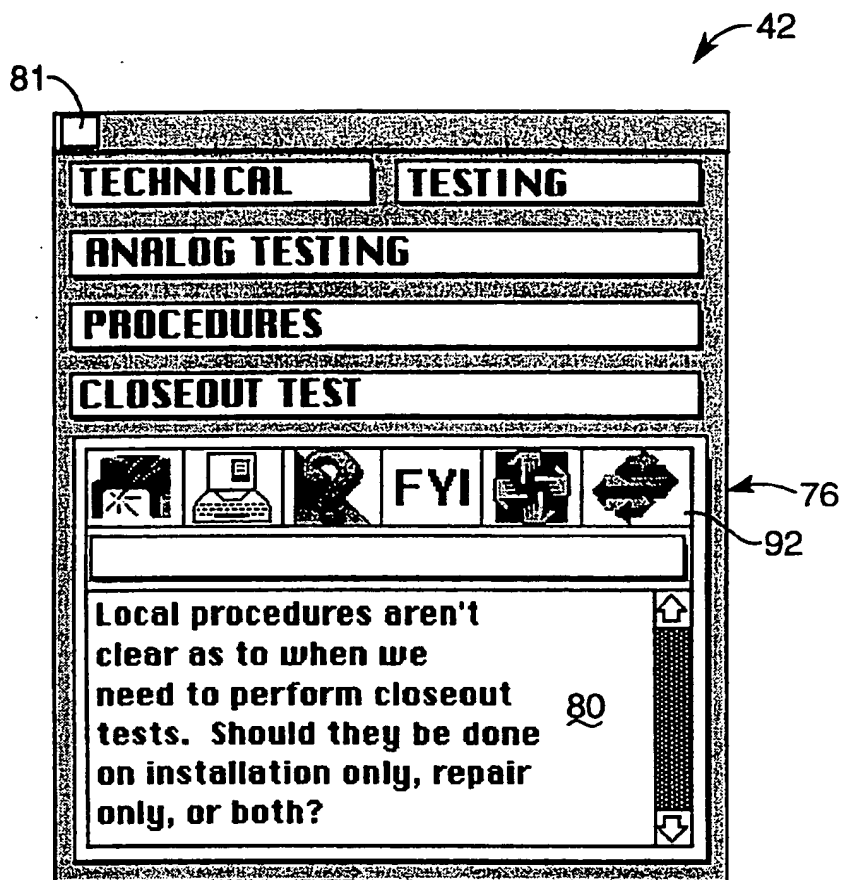 42
81
TECHNICAL TESTING
ANALOG TESTING
PROCEDURES
CLOSEOUT TEST
FYI
76
92
Local procedures aren't
clear as to when we
need to perform closeout
tests. Should they be done
on installation only, repair
only, or both?
80